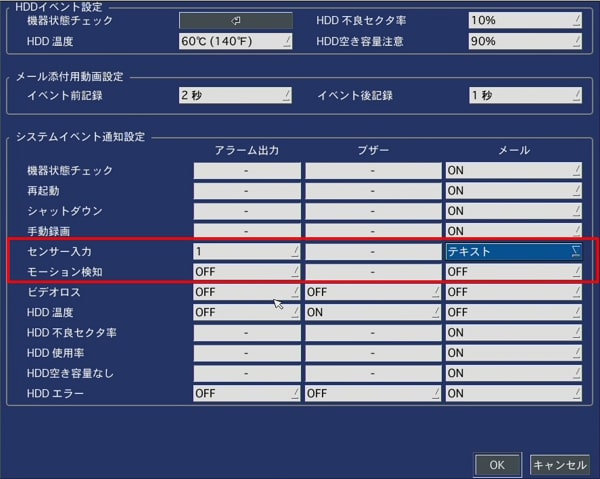 HDDイベント設定
機器状態チェック HDD 不良セクタ率 10%
HDD 温度 60℃ (140℉) HDD空き容量注意 90%
メール添付用動画設定
イベント前記録 2 秒 イベント後記録 1 秒
システムイベント通知設定
アラーム出力 ブザー メール
機器状態チェック - - ON
再起動 - - ON
シャットダウン - - ON
手動録画 - - ON
センサー入力 1 - テキスト
モーション検知 OFF - OFF
ビデオロス OFF OFF OFF
HDD 温度 OFF ON OFF
HDD 不良セクタ率 - - ON
HDD 使用率 - - ON
HDD空き容量なし - - ON
HDD エラー OFF OFF ON
OK キャンセル